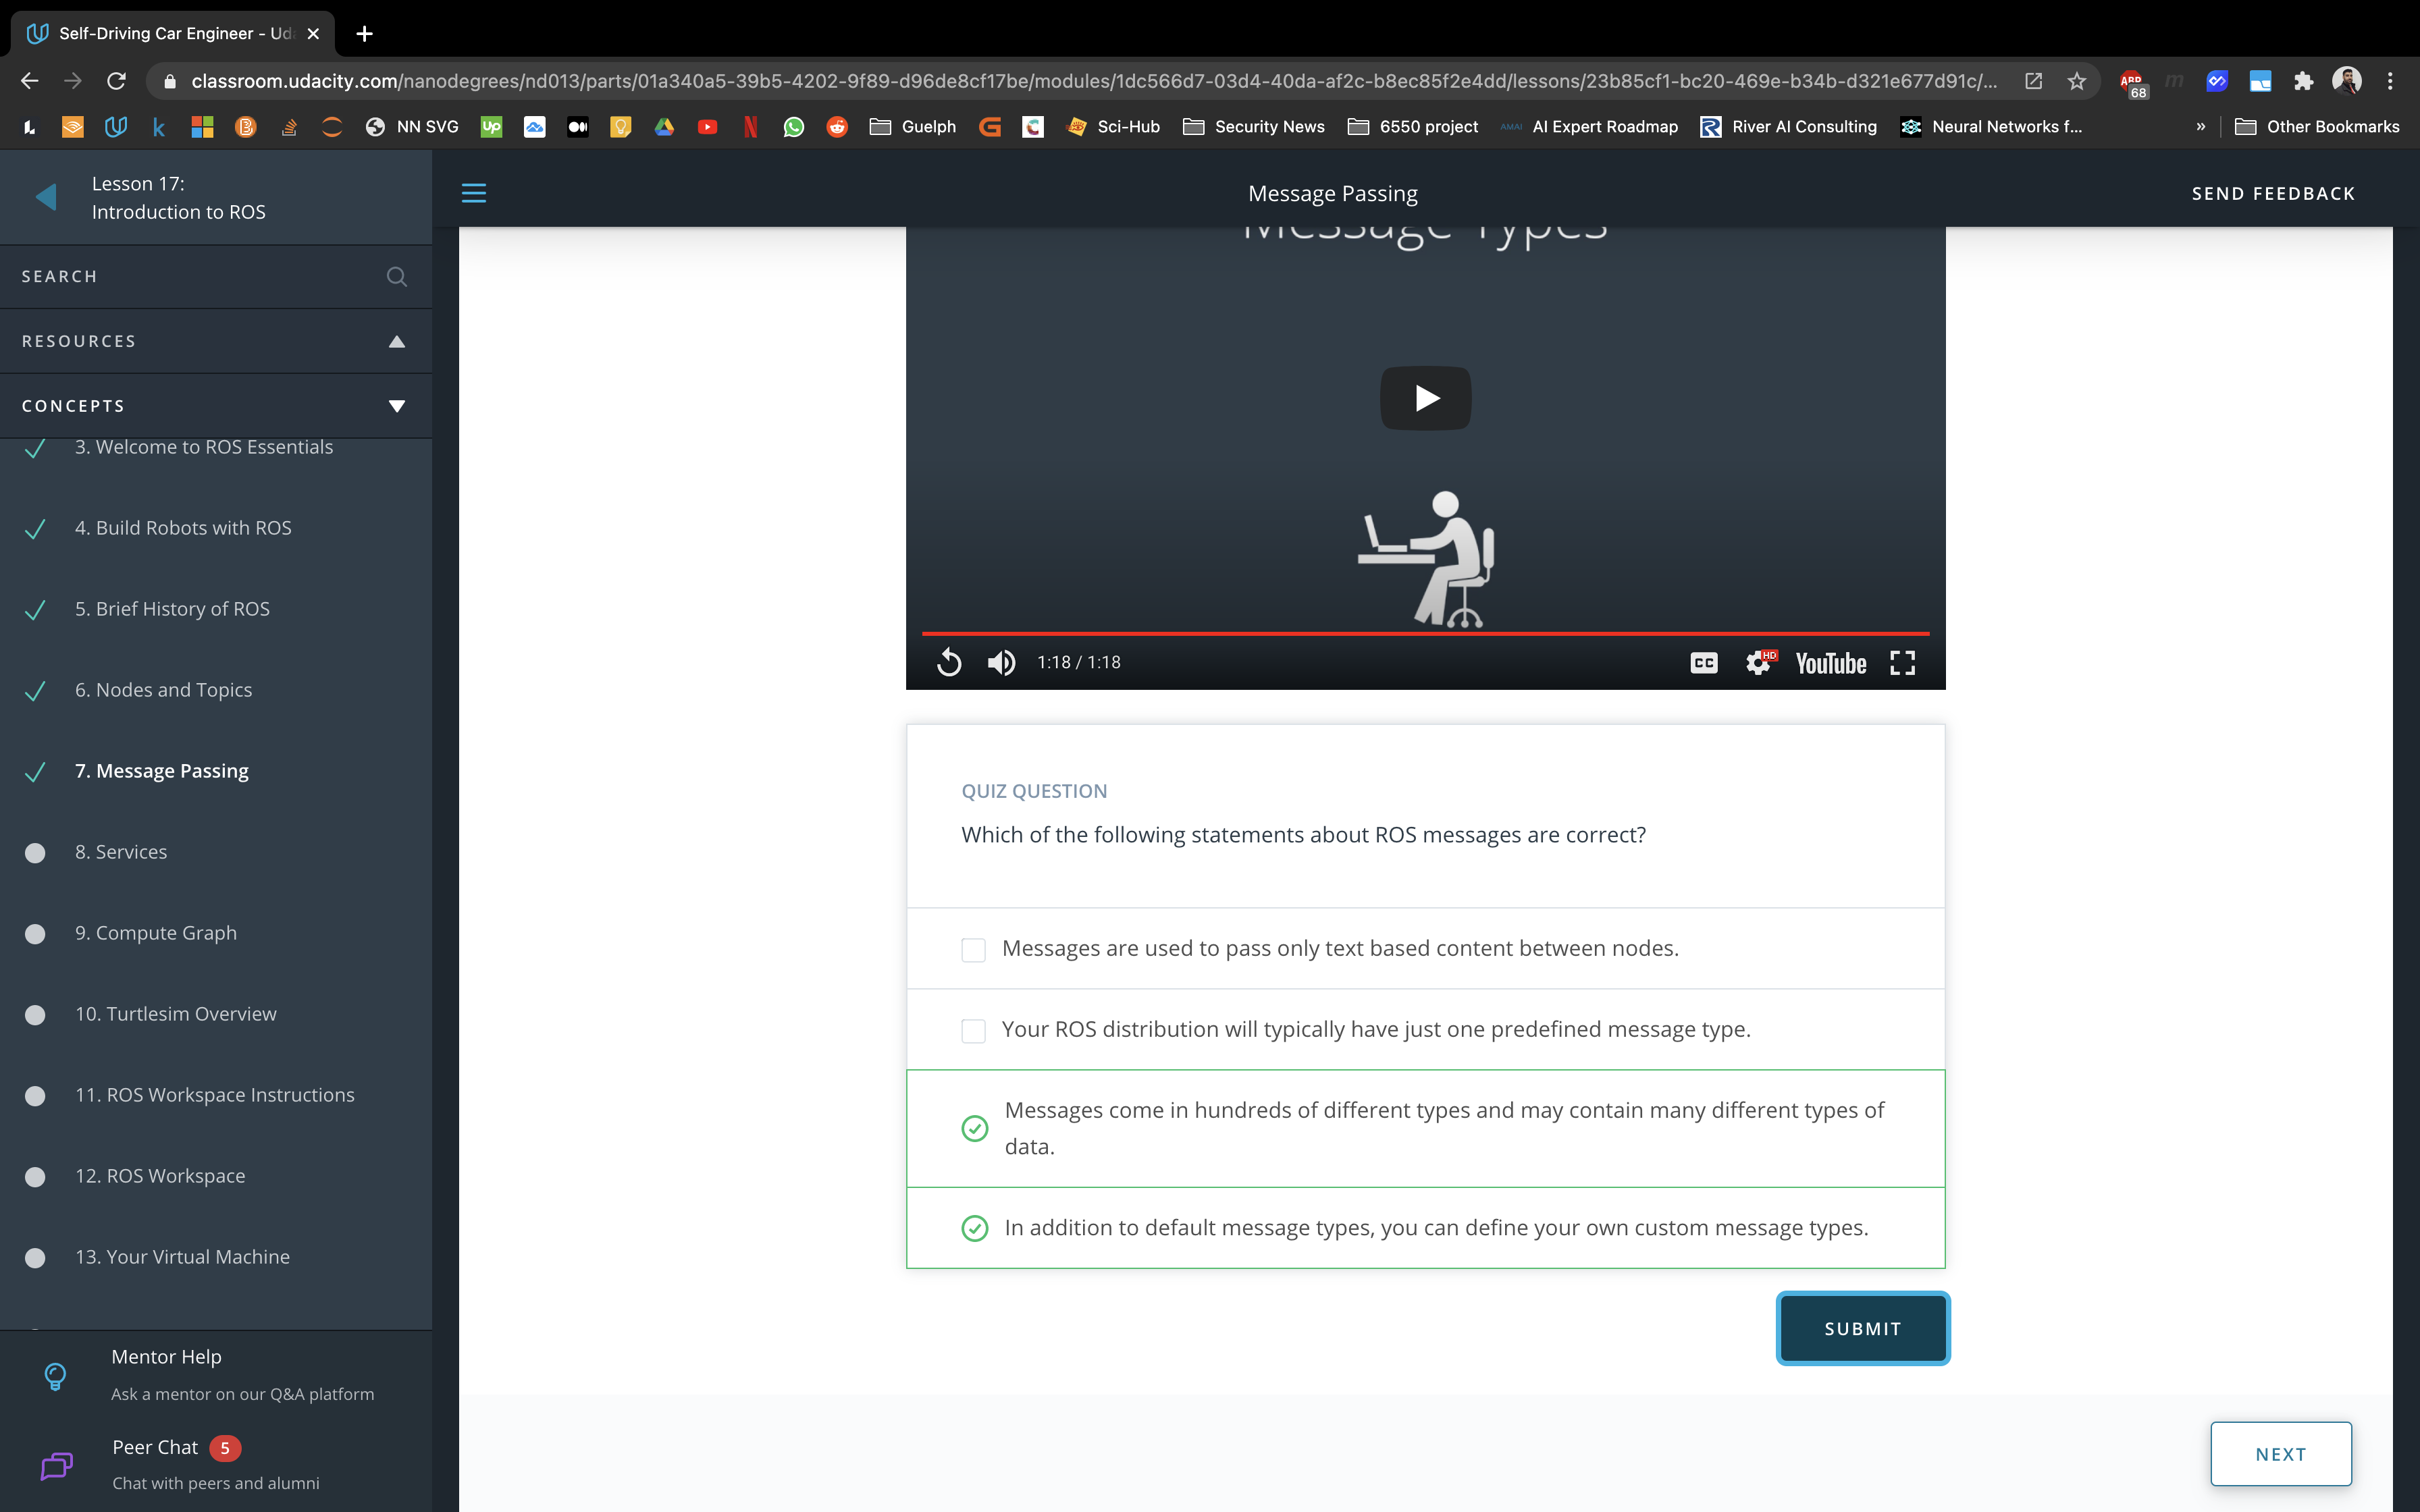 Self-Driving Car Engineer - Uda
classroom.udacity.com/nanodegrees/nd013/parts/01a340a5-39b5-4202-9f89-d96de8cf17be/modules/1dc566d7-03d4-40da-af2c-b8ec85f2e4dd/lessons/23b85cf1-bc20-469e-b34b-d321e677d91c/...
ABP
68
NN SVG
Up
Guelph
Sci-Hub
Security News
6550 project
AMAI
AI Expert Roadmap
River AI Consulting
Neural Networks f...
»
Other Bookmarks
Lesson 17:
Introduction to ROS
Message Passing
SEND FEEDBACK
SEARCH
RESOURCES
CONCEPTS
3. Welcome to ROS Essentials
4. Build Robots with ROS
5. Brief History of ROS
6. Nodes and Topics
7. Message Passing
8. Services
9. Compute Graph
10. Turtlesim Overview
11. ROS Workspace Instructions
12. ROS Workspace
13. Your Virtual Machine
Mentor Help
Ask a mentor on our Q&A platform
Peer Chat 5
Chat with peers and alumni
Message Types
1:18 / 1:18
CC
HD
YouTube
QUIZ QUESTION
Which of the following statements about ROS messages are correct?
Messages are used to pass only text based content between nodes.
Your ROS distribution will typically have just one predefined message type.
Messages come in hundreds of different types and may contain many different types of
data.
In addition to default message types, you can define your own custom message types.
SUBMIT
NEXT